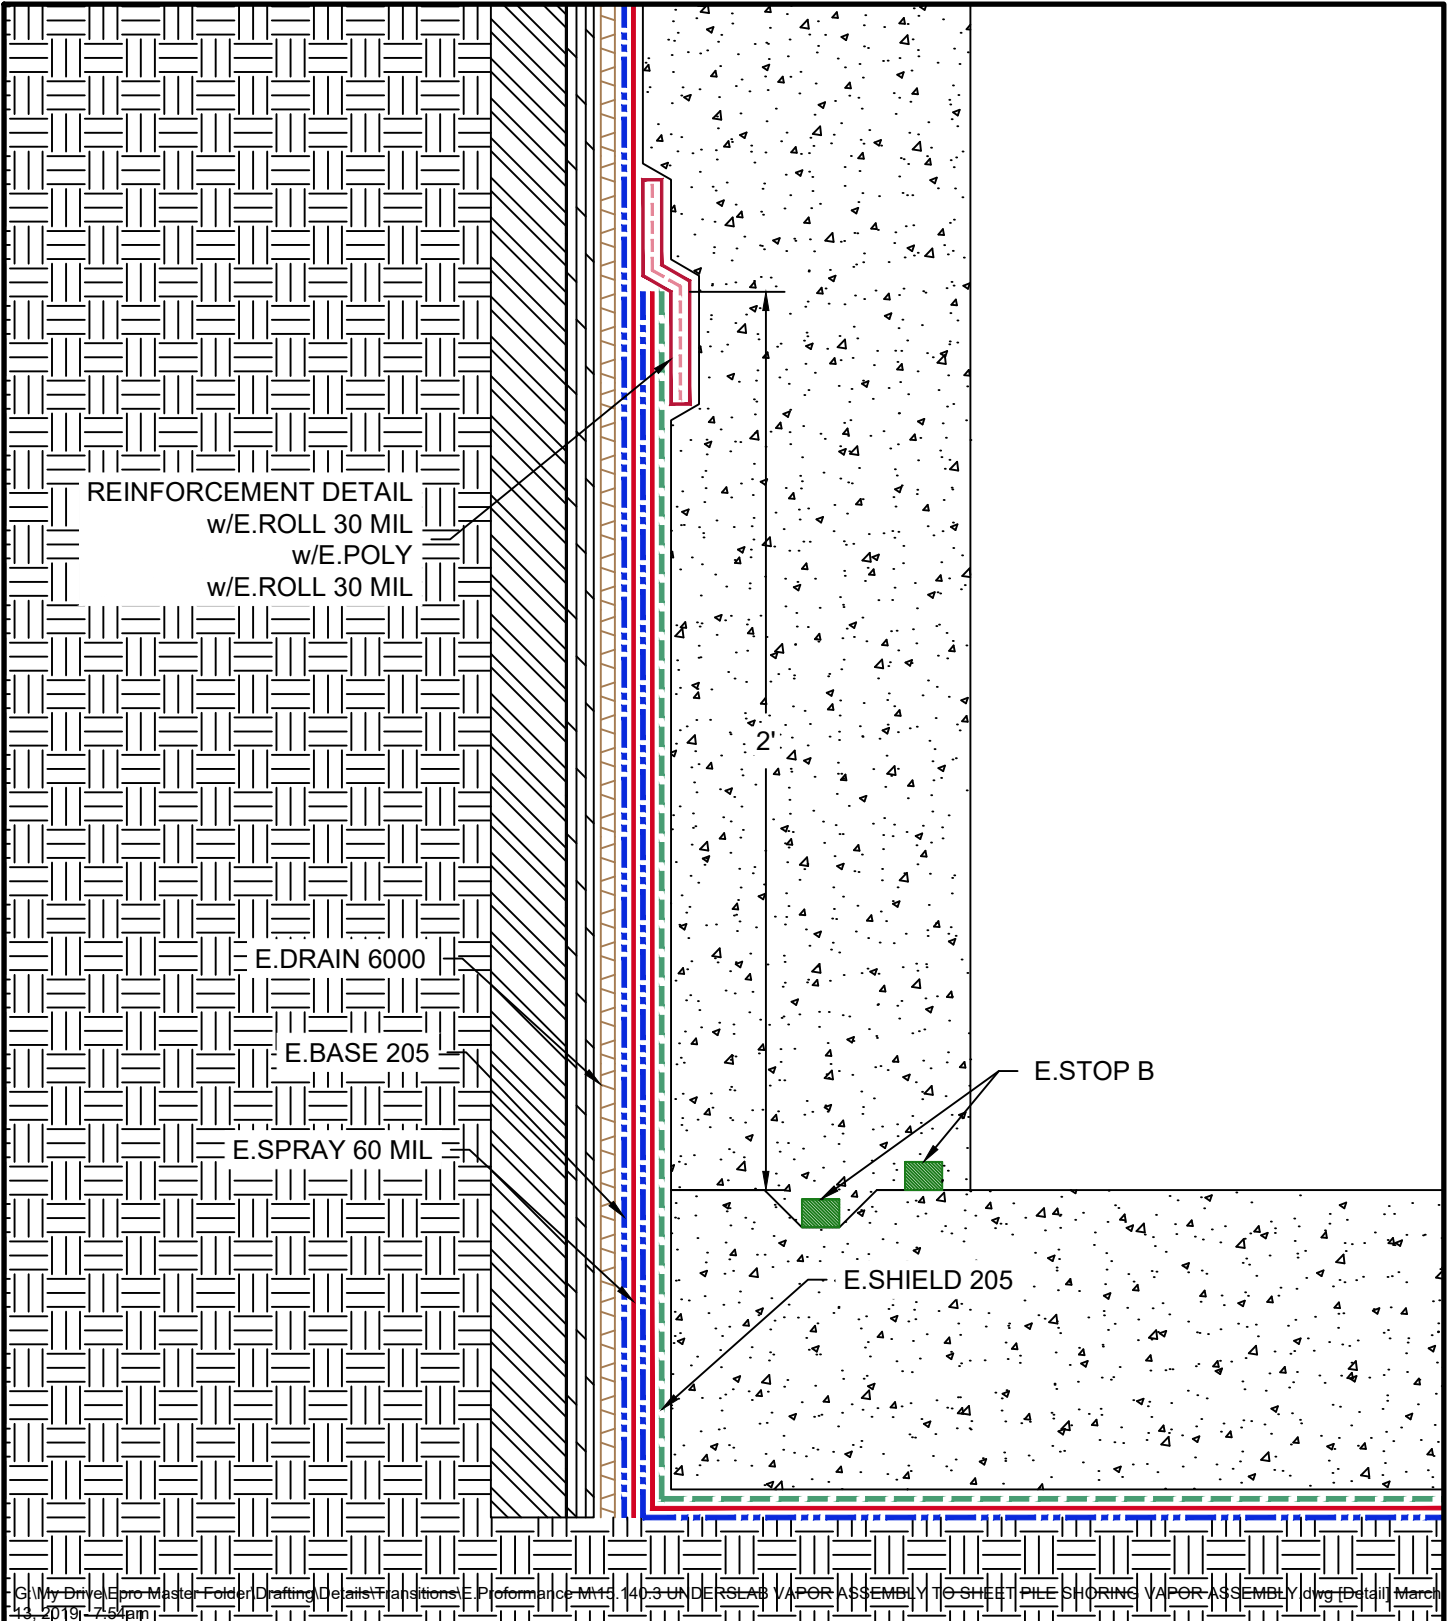 REINFORCEMENT DETAIL
w/E.ROLL 30 MIL
w/E.POLY
w/E.ROLL 30 MIL
2'
E.DRAIN 6000
E.BASE 205
E.SPRAY 60 MIL
E.STOP B
E.SHIELD 205
G:\My Drive\Epro Master Folder\Drafting\Details\Transitions\E.Proformance M\15.140.3 UNDERSLAB VAPOR ASSEMBLY TO SHEET PILE SHORING VAPOR ASSEMBLY.dwg [Detail] March
13, 2019 - 7:54am